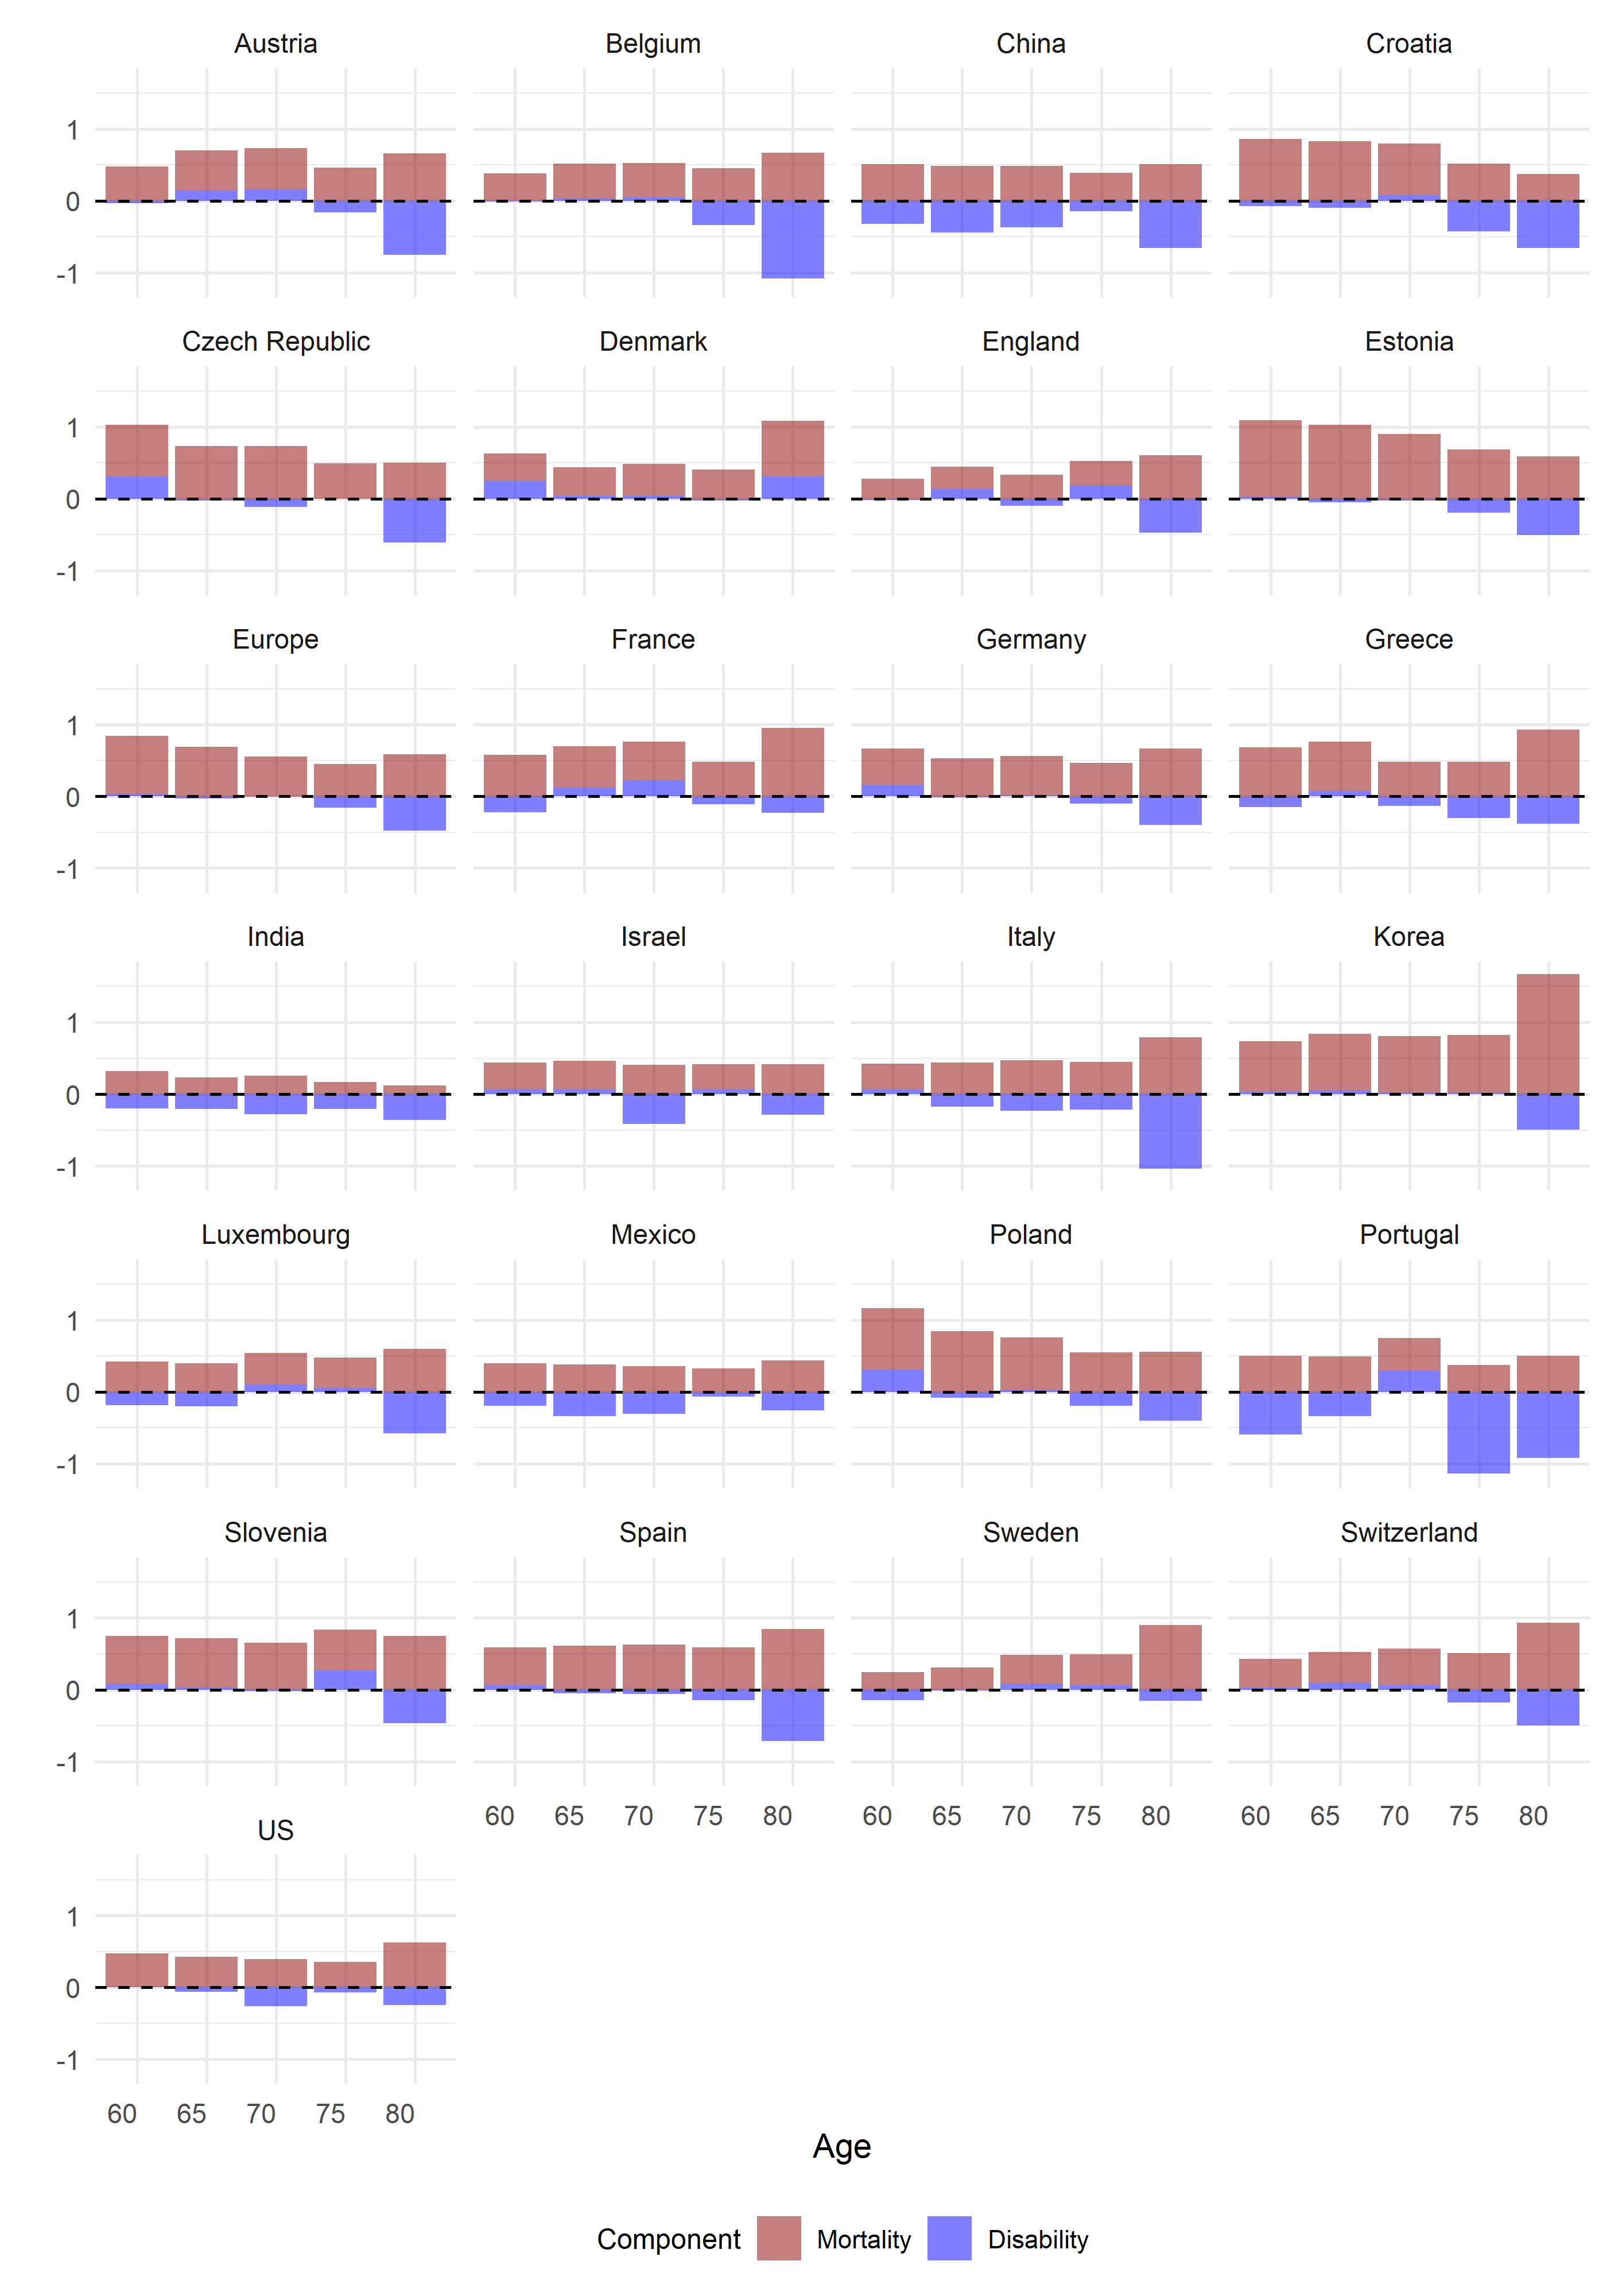 Austria Belgium China Croatia
1
0
-1
Czech Republic Denmark England Estonia
1
0
-1
Europe France Germany Greece
1
0
-1
India Israel Italy Korea
1
0
-1
Luxembourg Mexico Poland Portugal
1
0
-1
Slovenia Spain Sweden Switzerland
1
0
-1
60 65 70 75 80 60 65 70 75 80 60 65 70 75 80
US
1
0
-1
60 65 70 75 80
Age
Component Mortality Disability